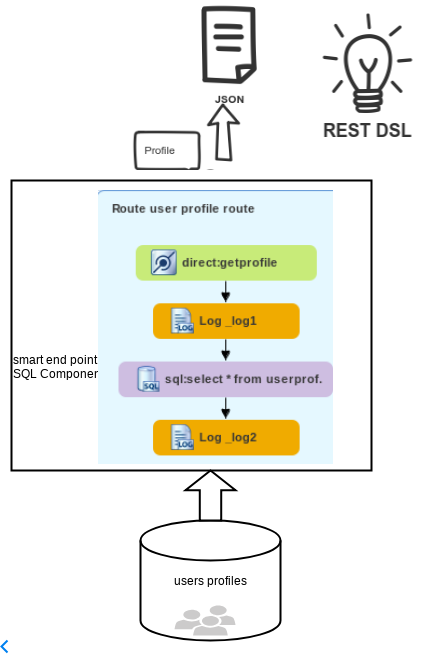 JSON
REST DSL
Profile
Route user profile route
direct:getprofile
LOG
Log _log1
smart end point
SQL Componer
SQL
sql:select * from userprof.
LOG
Log _log2
users profiles